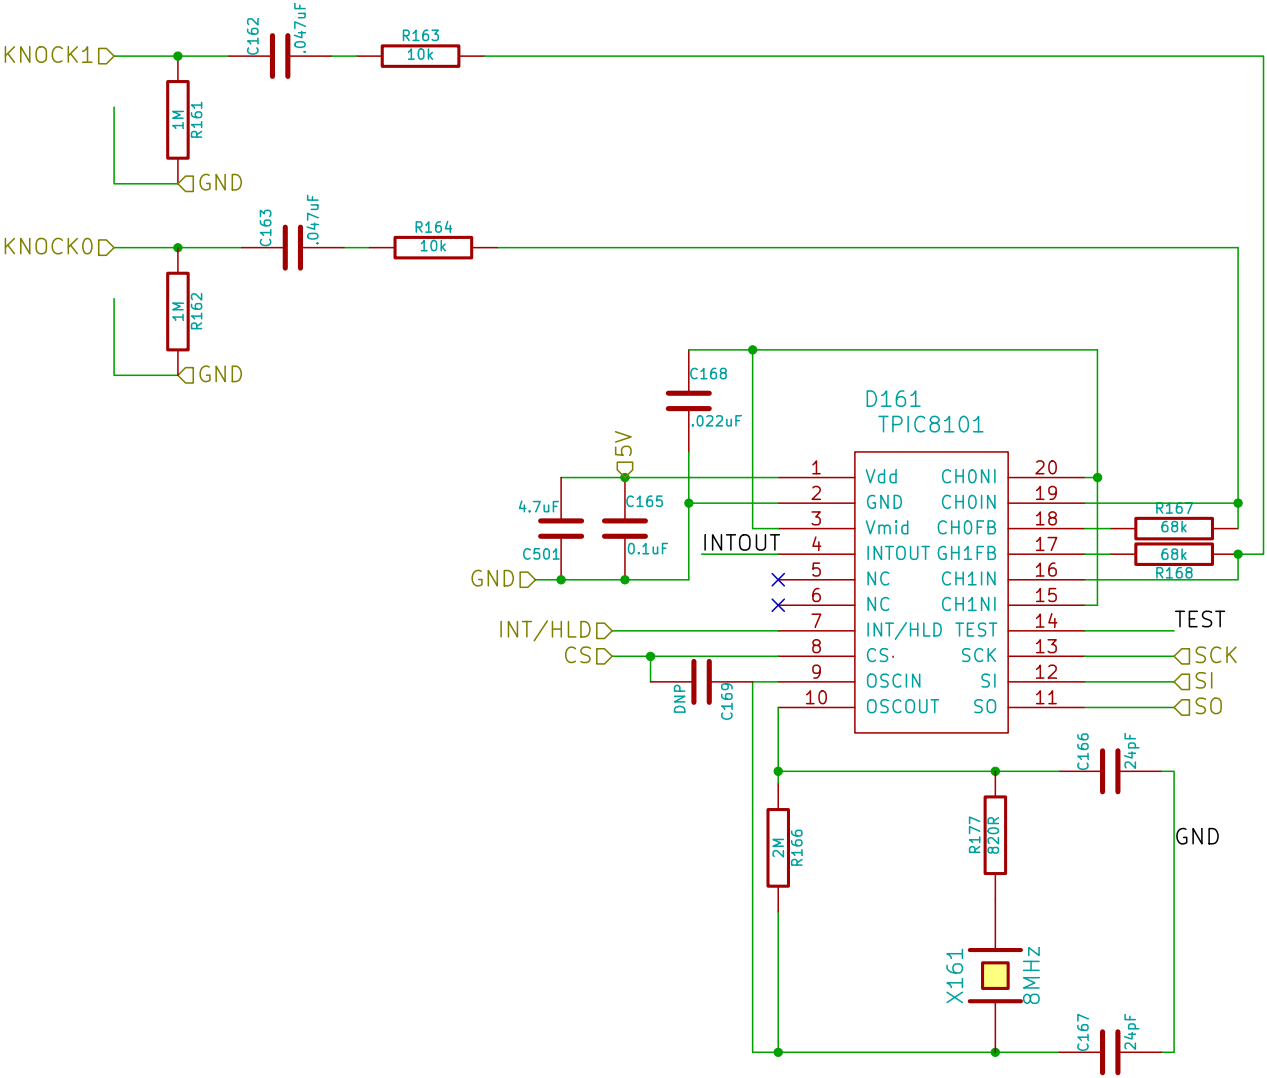 KNOCK1
C162
.047uF
R163
10k
1M
R161
GND
KNOCK0
C163
.047uF
R164
10k
1M
R162
GND
C168
.022uF
D161
TPIC8101
5V
4.7uF
C501
C165
0.1uF
GND
INTOUT
INT/HLD
CS
DNP
C169
1 Vdd CH0NI 20
2 GND CH0IN 19
3 Vmid CH0FB 18
4 INTOUT GH1FB 17
5 NC CH1IN 16
6 NC CH1NI 15
7 INT/HLD TEST 14
8 CS· SCK 13
9 OSCIN SI 12
10 OSCOUT SO 11
R167
68k
68k
R168
TEST
SCK
SI
SO
C166
24pF
2M
R166
R177
820R
GND
X161
8MHz
C167
24pF